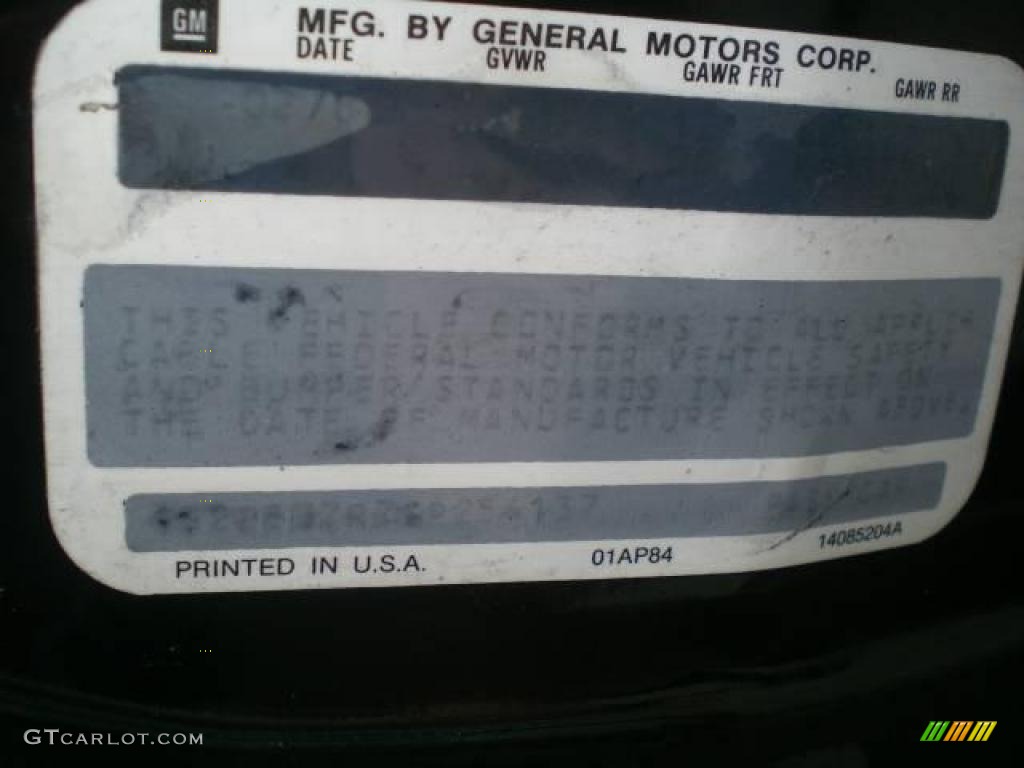 GM
MFG. BY GENERAL MOTORS CORP.
DATE GVWR GAWR FRT GAWR RR
THIS VEHICLE CONFORMS TO ALL
FEDERAL MOTOR VEHICLE SAFETY
AND BUMPER STANDARDS IN EFFECT ON
THE DATE OF MANUFACTURE SHOWN ABOVE
PRINTED IN U.S.A. 01AP84 14085204A
GTCARLOT.COM